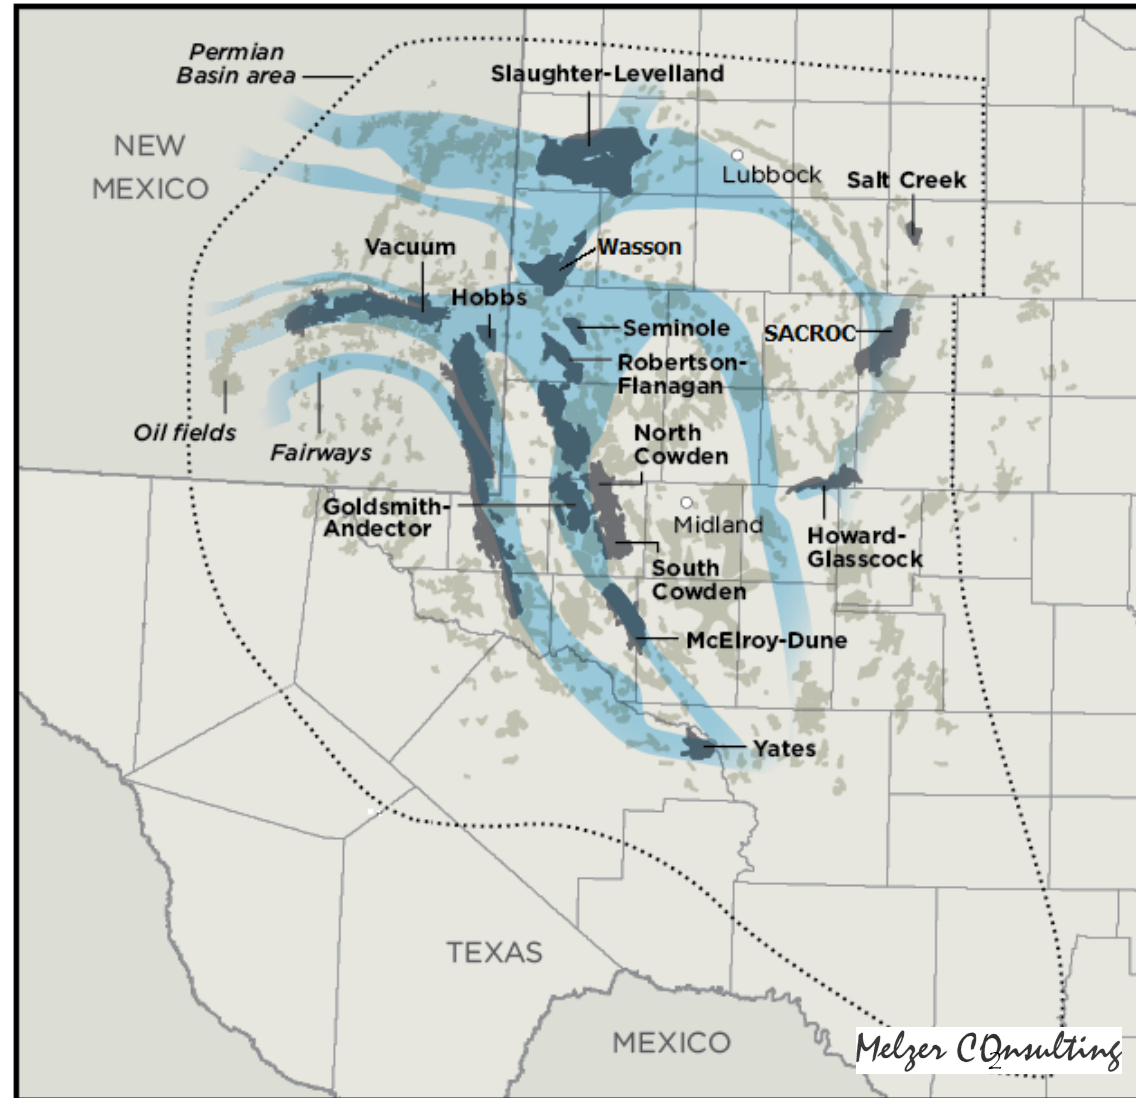 Permian
Basin area
Slaughter-Levelland
NEW
MEXICO
Lubbock
Salt Creek
Vacuum
Wasson
Hobbs
Seminole
SACROC
Robertson-
Flanagan
Oil fields
Fairways
North
Cowden
Goldsmith-
Andector
Midland
Howard-
Glasscock
South
Cowden
McElroy-Dune
Yates
TEXAS
MEXICO
Melzer CO2nsulting